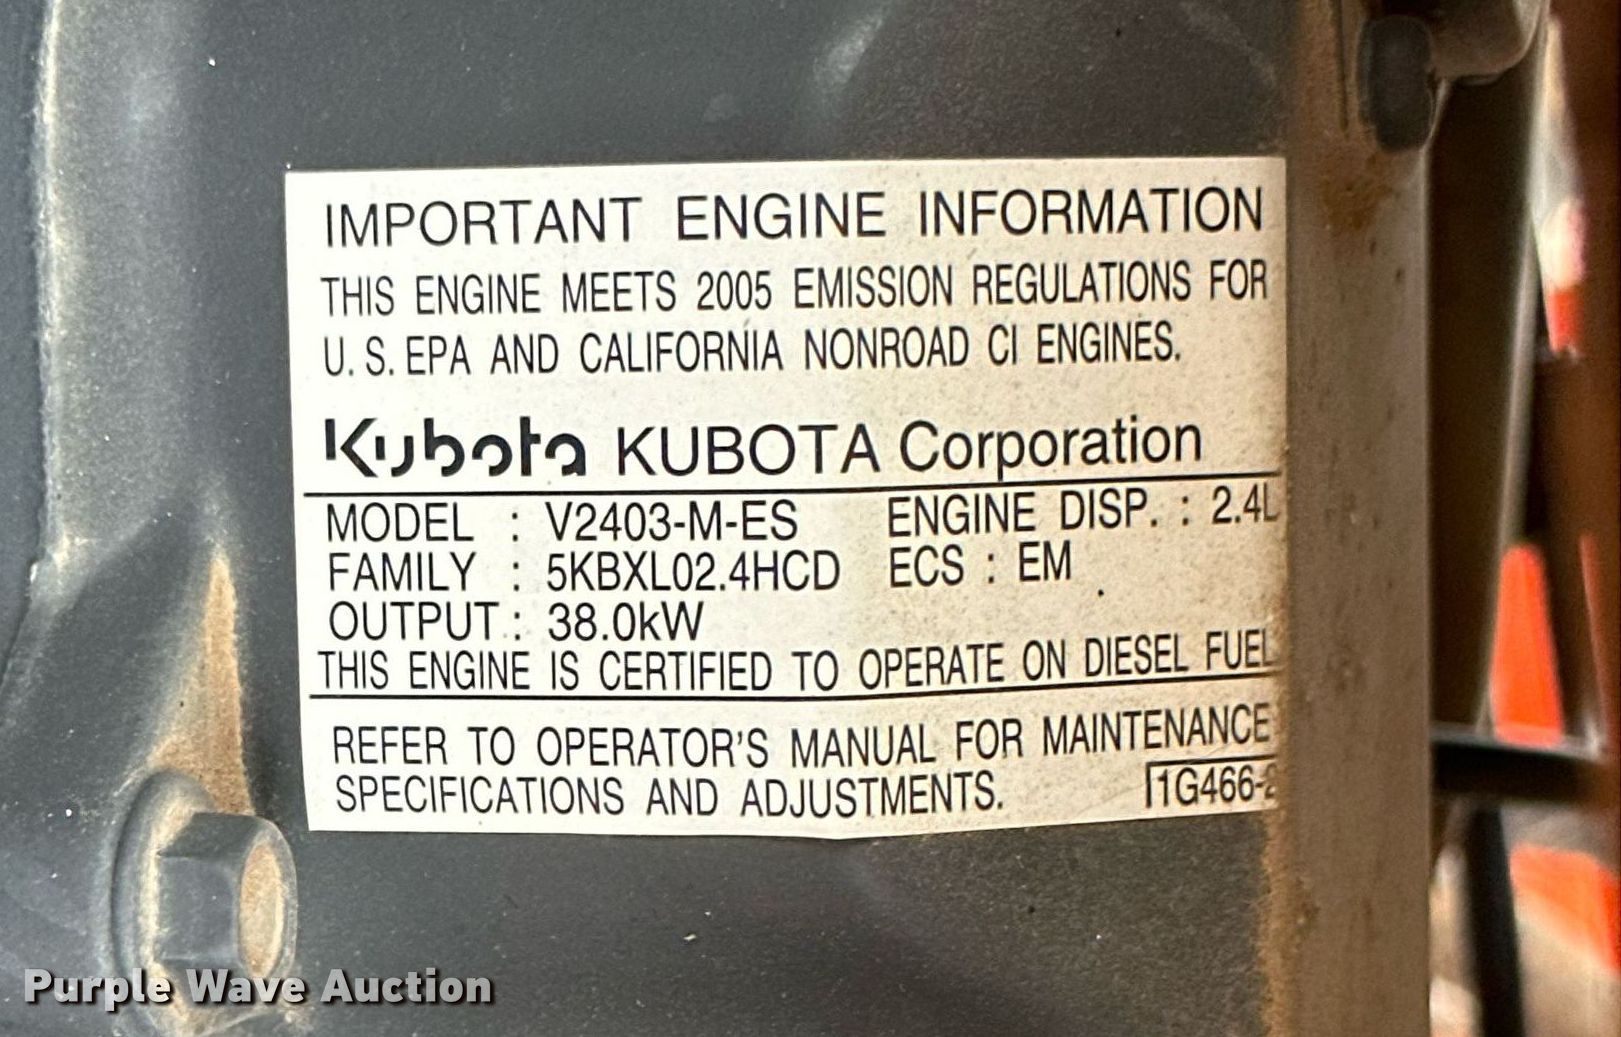 IMPORTANT ENGINE INFORMATION
THIS ENGINE MEETS 2005 EMISSION REGULATIONS FOR
U. S. EPA AND CALIFORNIA NONROAD CI ENGINES.
Kubota KUBOTA Corporation
MODEL : V2403-M-ES ENGINE DISP. : 2.4L
FAMILY : 5KBXL02.4HCD ECS : EM
OUTPUT : 38.0kW
THIS ENGINE IS CERTIFIED TO OPERATE ON DIESEL FUEL
REFER TO OPERATOR'S MANUAL FOR MAINTENANCE
SPECIFICATIONS AND ADJUSTMENTS. 1G466-2
Purple Wave Auction